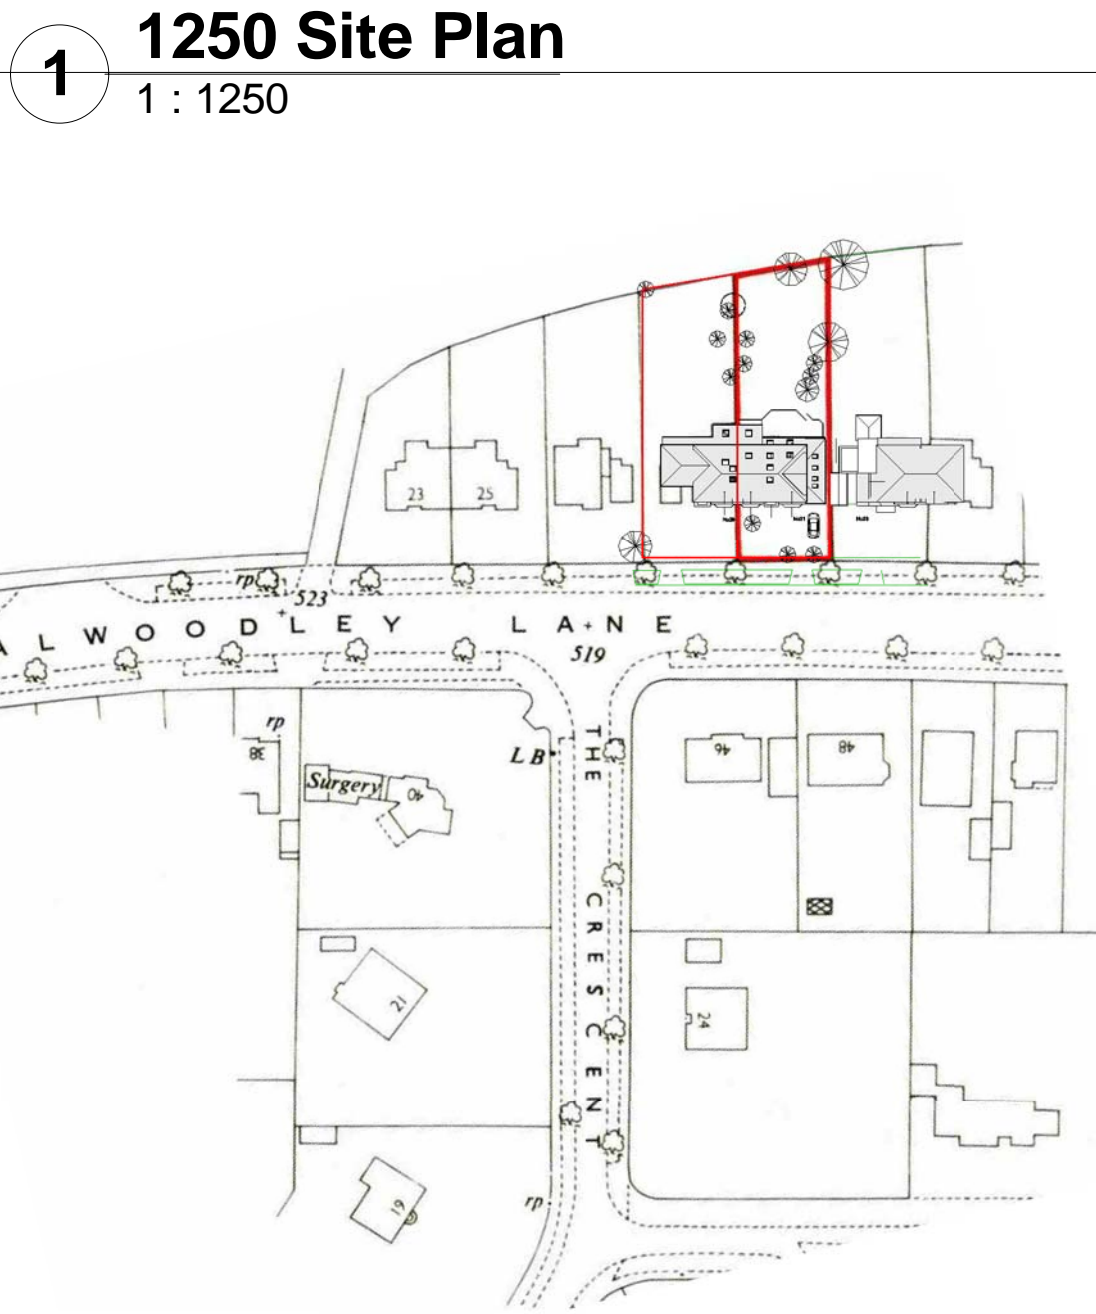 1
1250 Site Plan
1 : 1250
23
25
rp
523
ALWOODLEY LANE
519
rp
38
Surgery
40
LB
THE CRESCENT
46
48
21
24
19
rp